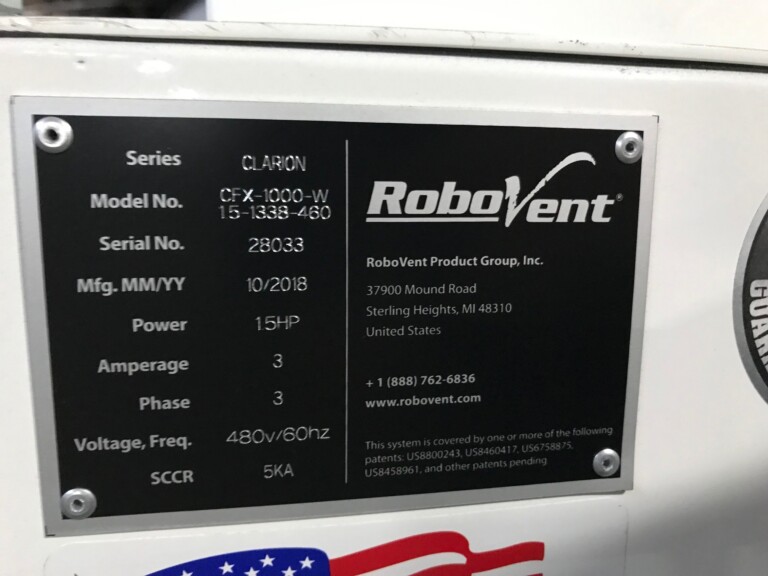 Series CLARION
Model No. CFX-1000-W
15-1338-460
Serial No. 28033
Mfg. MM/YY 10/2018
Power 1.5HP
Amperage 3
Phase 3
Voltage, Freq. 480v/60hz
SCCR 5KA
RoboVent®
RoboVent Product Group, Inc.
37900 Mound Road
Sterling Heights, MI 48310
United States
+ 1 (888) 762-6836
www.robovent.com
This system is covered by one or more of the following
patents: US8800243, US8460417, US6758875,
US8458961, and other patents pending